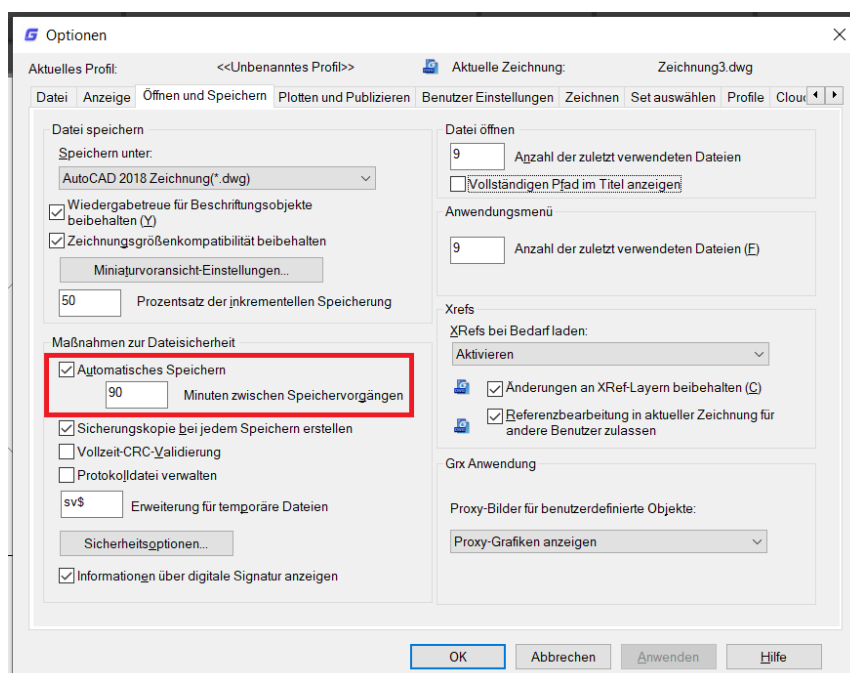 Optionen
Aktuelles Profil: <<Unbenanntes Profil>> Aktuelle Zeichnung: Zeichnung3.dwg
Datei Anzeige Öffnen und Speichern Plotten und Publizieren Benutzer Einstellungen Zeichnen Set auswählen Profile
Datei speichern
Speichern unter:
AutoCAD 2018 Zeichnung(*.dwg)
Wiedergabetreue für Beschriftungsobjekte
beibehalten (Y)
Zeichnungsgrößenkompatibilität beibehalten
Miniaturvoransicht-Einstellungen...
50 Prozentsatz der inkrementellen Speicherung
Maßnahmen zur Dateisicherheit
Automatisches Speichern
90 Minuten zwischen Speichervorgängen
Sicherungskopie bei jedem Speichern erstellen
Vollzeit-CRC-Validierung
Protokolldatei verwalten
sv$ Erweiterung für temporäre Dateien
Sicherheitsoptionen...
Informationen über digitale Signatur anzeigen
Datei öffnen
9 Anzahl der zuletzt verwendeten Dateien
Vollständigen Pfad im Titel anzeigen
Anwendungsmenü
9 Anzahl der zuletzt verwendeten Dateien (F)
Xrefs
XRefs bei Bedarf laden:
Aktivieren
Änderungen an XRef-Layern beibehalten (C)
Referenzbearbeitung in aktueller Zeichnung für
andere Benutzer zulassen
Grx Anwendung
Proxy-Bilder für benutzerdefinierte Objekte:
Proxy-Grafiken anzeigen
OK Abbrechen Anwenden Hilfe